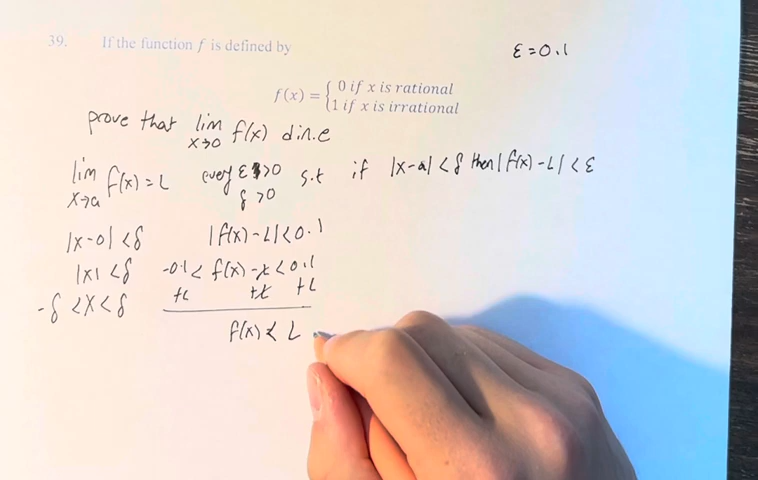 39. If the function f is defined by
ε=0.1
f(x) = { 0 if x is rational
1 if x is irrational
prove that lim x→0 f(x) d.n.e
lim x→a f(x) = L every ε>0 s.t if |x-a| < δ then |f(x)-L| < ε
δ>0
|x-0| < δ |f(x)-L| < 0.1
|x| < δ -0.1 < f(x)-L < 0.1
+L +L +L
-δ < x < δ
f(x) < L